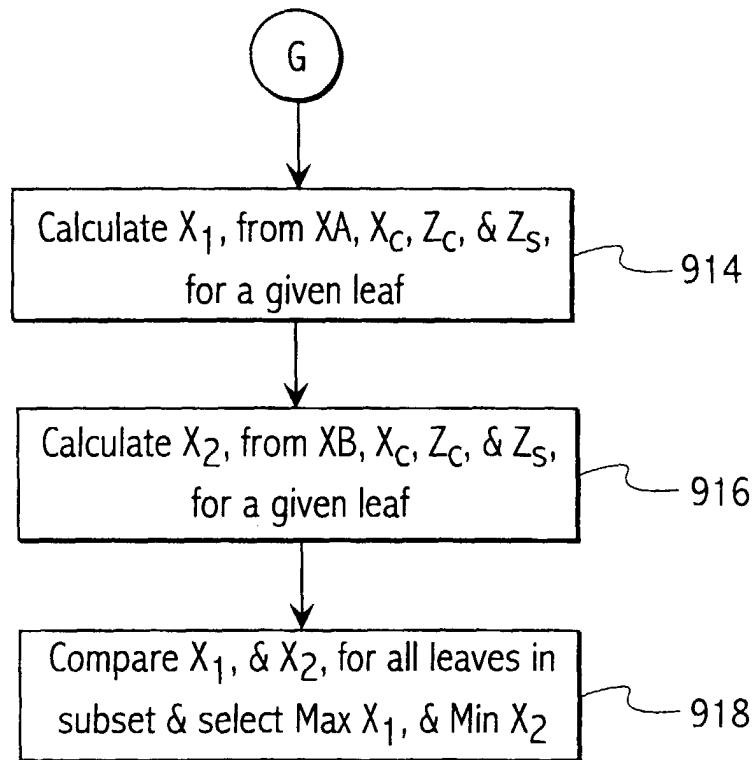 G
Calculate X1, from XA, XC, ZC, & ZS,
for a given leaf
914
Calculate X2, from XB, XC, ZC, & ZS,
for a given leaf
916
Compare X1, & X2, for all leaves in
subset & select Max X1, & Min X2
918